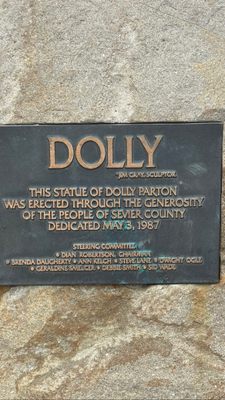 DOLLY
~JIM GRAY, SCULPTOR
THIS STATUE OF DOLLY PARTON
WAS ERECTED THROUGH THE GENEROSITY
OF THE PEOPLE OF SEVIER COUNTY
DEDICATED MAY 3, 1987
STEERING COMMITTEE
★ DIAN ROBERTSON, CHAIRMAN
★ BRENDA DAUGHERTY ★ ANN KELCH ★ STEVE LANE ★ DWIGHT OGLE
★ GERALDINE SMELCER ★ DEBBIE SMITH ★ SID WADE